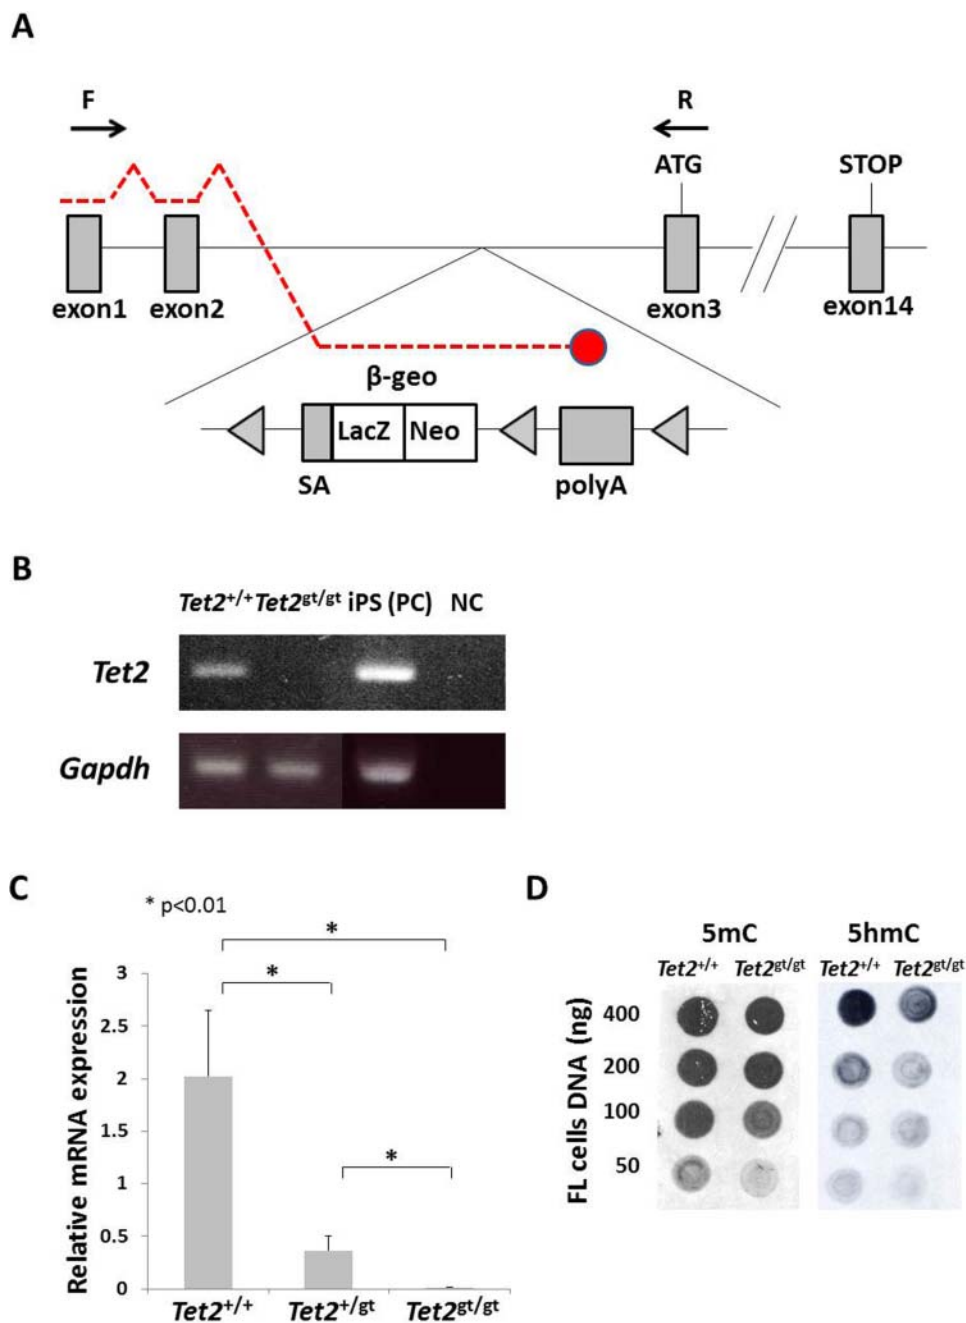 A
F R
ATG STOP
exon1 exon2 exon3 exon14
β-geo
LacZ Neo
SA polyA
B
Tet2+/+ Tet2gt/gt iPS (PC) NC
Tet2
Gapdh
C
* p<0.01
*
*
*
Relative mRNA expression
3
2.5
2
1.5
1
0.5
0
Tet2+/+ Tet2+/gt Tet2gt/gt
D
5mC 5hmC
Tet2+/+ Tet2gt/gt Tet2+/+ Tet2gt/gt
FL cells DNA (ng)
400
200
100
50